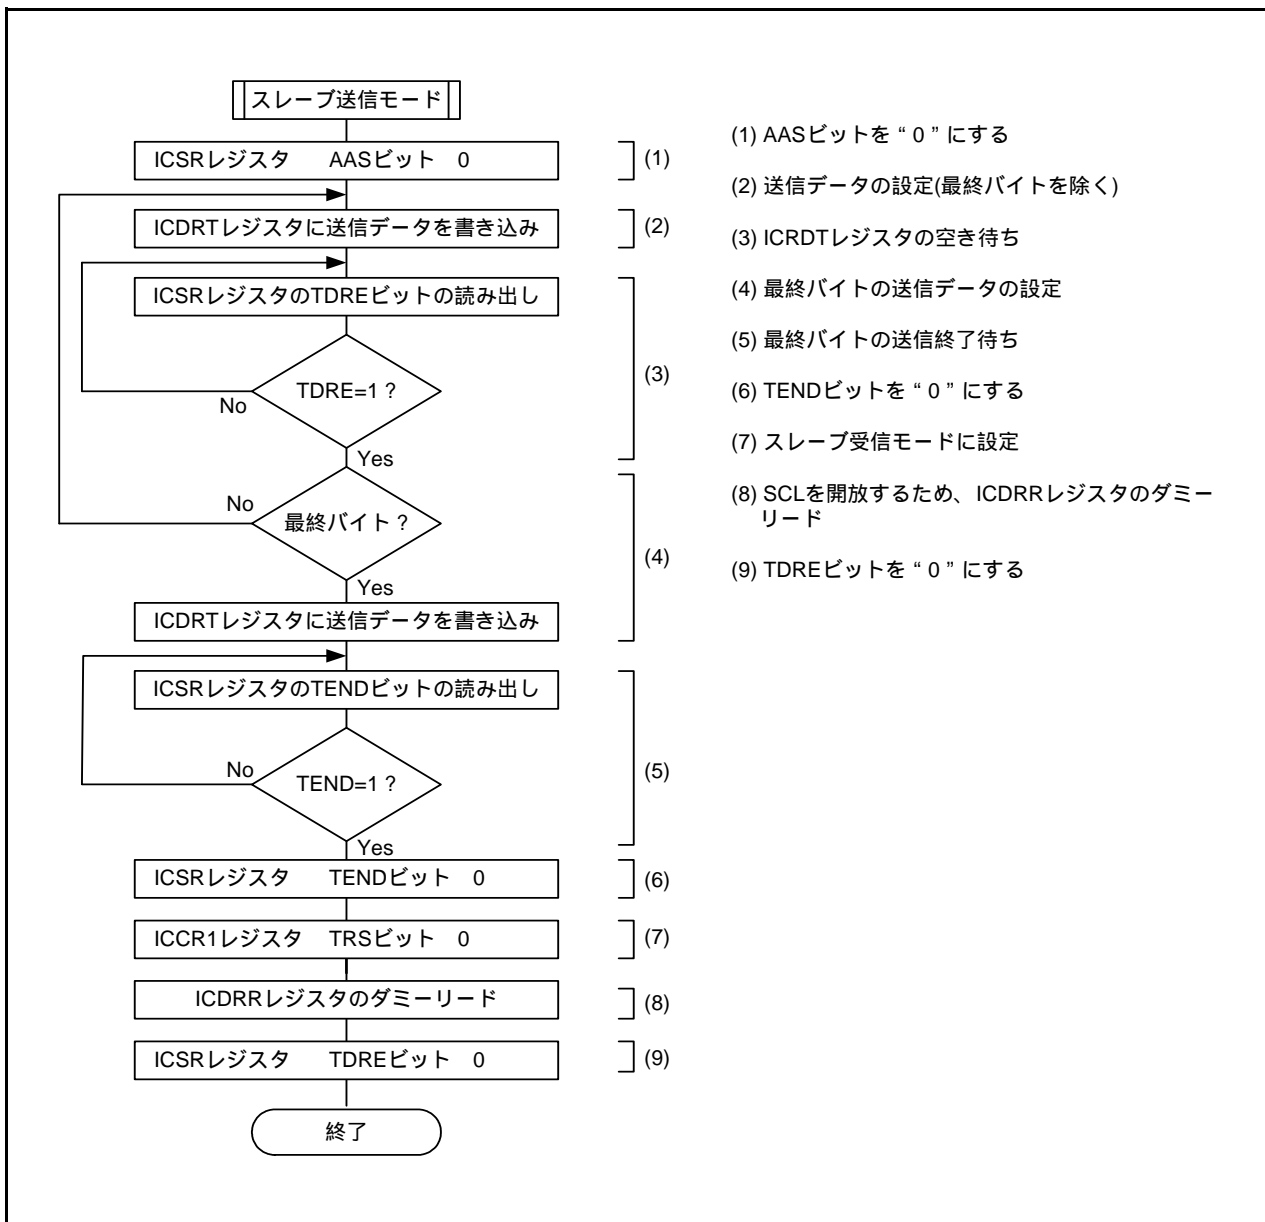 スレーブ送信モード
ICSRレジスタ　AASビット　0
(1)
ICDRTレジスタに送信データを書き込み
(2)
ICSRレジスタのTDREビットの読み出し
TDRE=1 ?
No
Yes
(3)
最終バイト ?
No
Yes
ICDRTレジスタに送信データを書き込み
(4)
ICSRレジスタのTENDビットの読み出し
TEND=1 ?
No
Yes
(5)
ICSRレジスタ　TENDビット　0
(6)
ICCR1レジスタ　TRSビット　0
(7)
ICDRRレジスタのダミーリード
(8)
ICSRレジスタ　TDREビット　0
(9)
終了
(1) AASビットを“0”にする
(2) 送信データの設定(最終バイトを除く)
(3) ICRDTレジスタの空き待ち
(4) 最終バイトの送信データの設定
(5) 最終バイトの送信終了待ち
(6) TENDビットを“0”にする
(7) スレーブ受信モードに設定
(8) SCLを開放するため、ICDRRレジスタのダミー
リード
(9) TDREビットを“0”にする